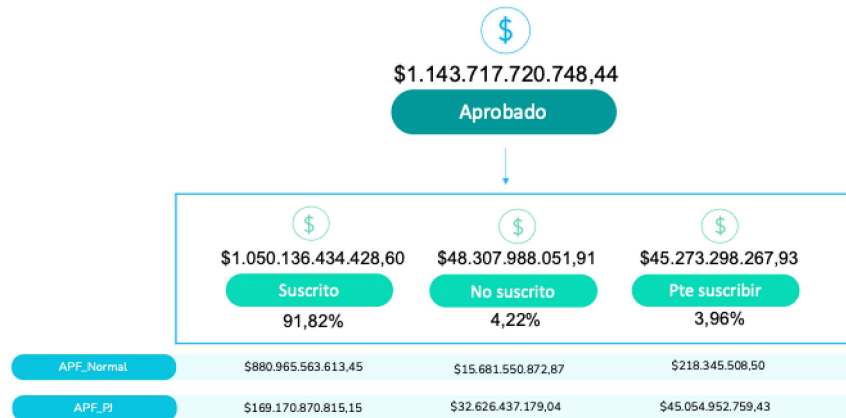 $
$1.143.717.720.748,44
Aprobado
$ $ $
$1.050.136.434.428,60 $48.307.988.051,91 $45.273.298.267,93
Suscrito No suscrito Pte suscribir
91,82% 4,22% 3,96%
APF_Normal $880.965.563.613,45 $15.681.550.872,87 $218.345.508,50
APF_PJ $169.170.870.815,15 $32.626.437.179,04 $45.054.952.759,43